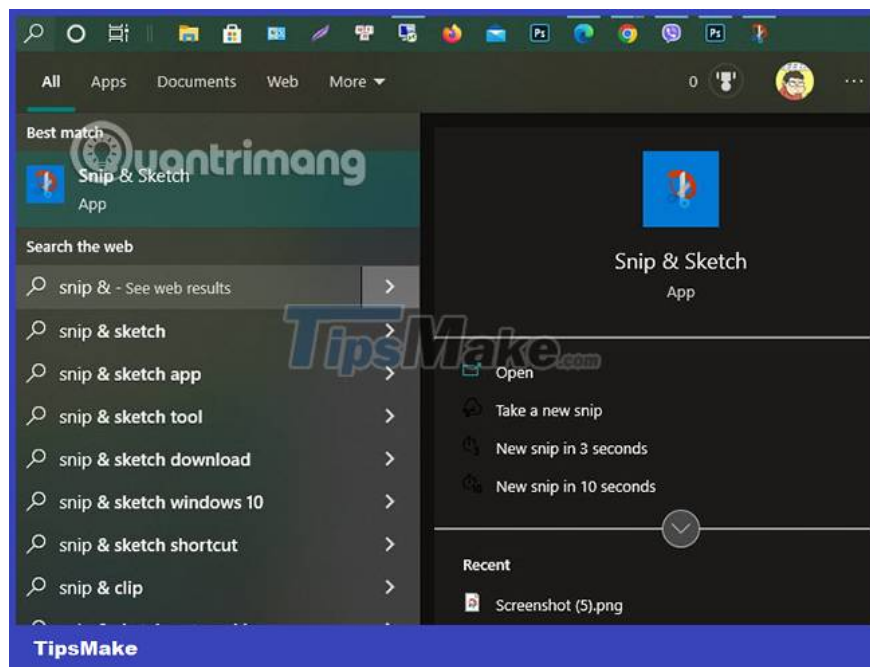 Ps
Ps
All Apps Documents Web More
0
Best match
Quantrimang
Snip & Sketch
App
Search the web
snip & - See web results
snip & sketch
snip & sketch app
snip & sketch tool
snip & sketch download
snip & sketch windows 10
snip & sketch shortcut
snip & clip
Snip & Sketch
App
TipsMake.com
Open
Take a new snip
New snip in 3 seconds
New snip in 10 seconds
Recent
Screenshot (5).png
TipsMake